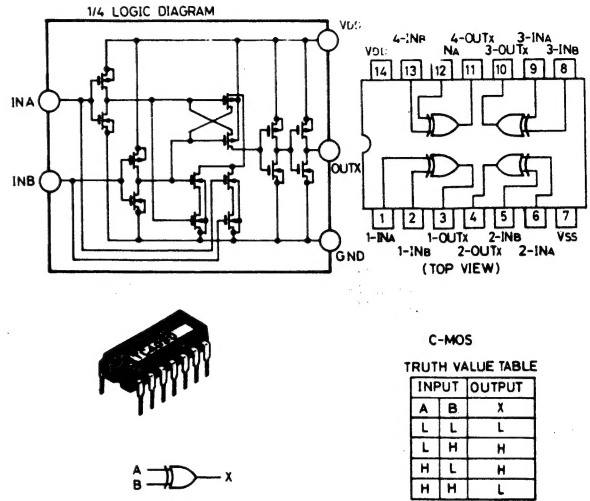 1/4 LOGIC DIAGRAM
VDD
INA
INB
OUTX
GND
4-INB 4-OUTX 3-INA
VDD NA 3-OUTX 3-INB
14 13 12 11 10 9 8
1 2 3 4 5 6 7
1-INA 1-OUTX 2-INB VSS
1-INB 2-OUTX 2-INA
(TOP VIEW)
C-MOS
TRUTH VALUE TABLE
INPUT OUTPUT
A B X
L L L
L H H
H L H
H H L
A
B
X